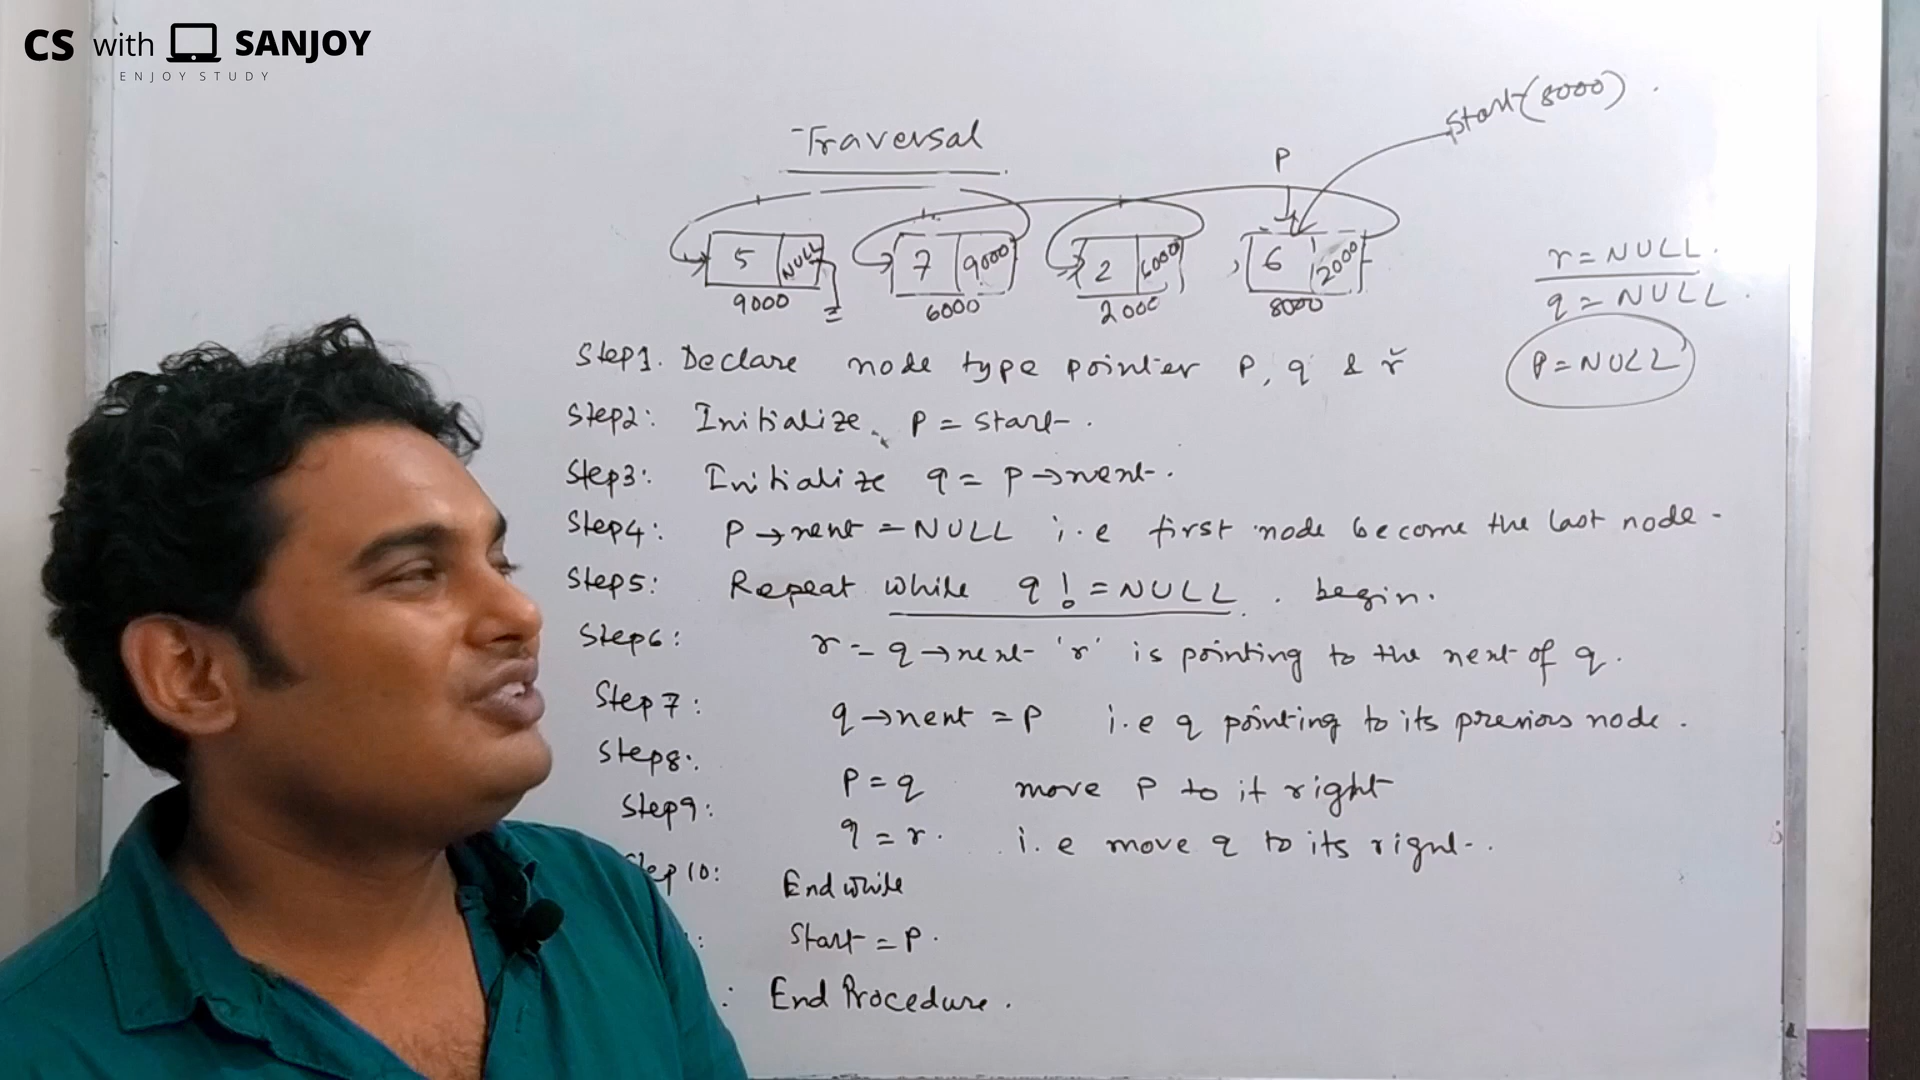 CS with SANJOY
ENJOY STUDY
Start(8000).
Traversal
P
5 NULL 7 9000 2 6000 6 2000
9000 6000 2000 8000
r = NULL.
q = NULL.
P = NULL
Step1. Declare node type pointer P, q & r
Step2: Initialize P = Start.
Step3: Initialize q = P→next.
Step4: P→next = NULL i.e first node become the last node.
Step5: Repeat while q != NULL. begin.
Step6: r = q→next 'r' is pointing to the next of q.
Step7: q→next = P i.e q pointing to its previous node.
Step8: P = q move P to it right
Step9: q = r. i.e move q to its right.
Step10: End while
: Start = P.
: End Procedure.